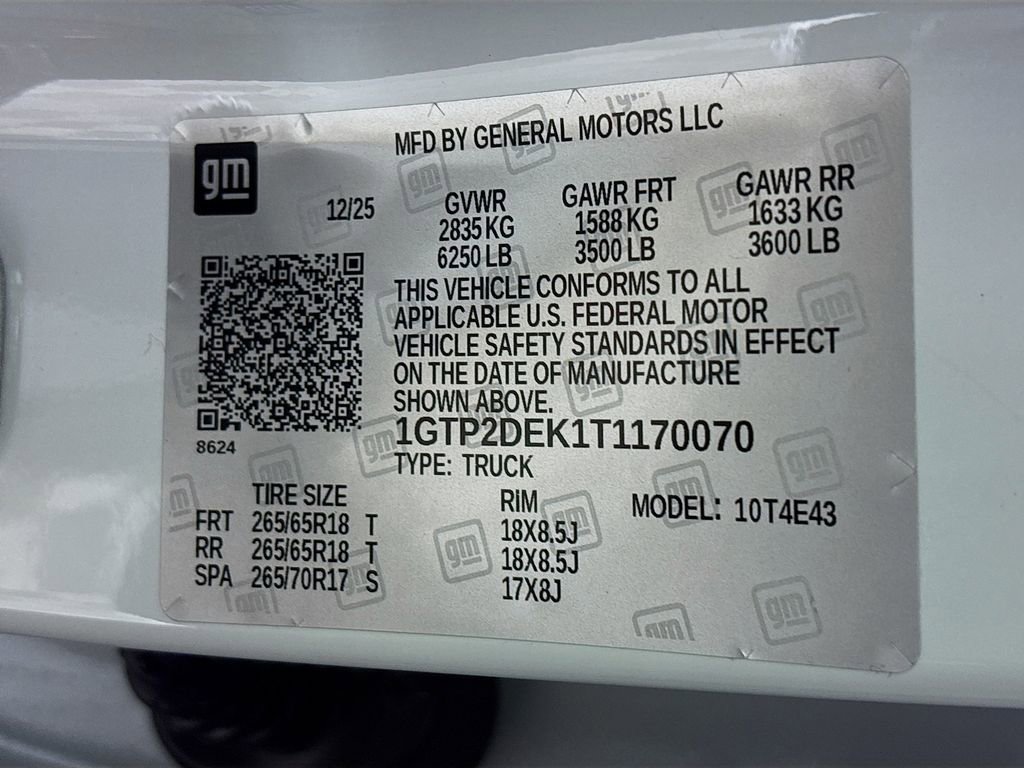 gm
MFD BY GENERAL MOTORS LLC
12/25
GVWR GAWR FRT GAWR RR
2835 KG 1588 KG 1633 KG
6250 LB 3500 LB 3600 LB
THIS VEHICLE CONFORMS TO ALL
APPLICABLE U.S. FEDERAL MOTOR
VEHICLE SAFETY STANDARDS IN EFFECT
ON THE DATE OF MANUFACTURE
SHOWN ABOVE.
8624
1GTP2DEK1T1170070
TYPE: TRUCK
TIRE SIZE RIM MODEL: 10T4E43
FRT 265/65R18 T 18X8.5J
RR 265/65R18 T 18X8.5J
SPA 265/70R17 S 17X8J